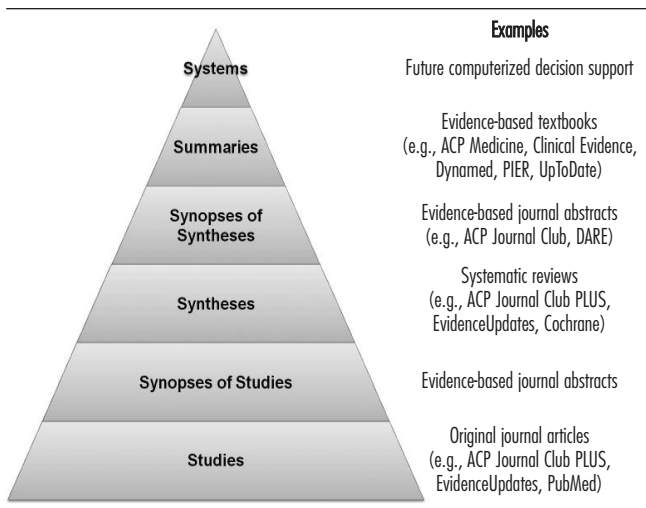 Examples
Systems
Future computerized decision support
Summaries
Evidence-based textbooks
(e.g., ACP Medicine, Clinical Evidence,
Dynamed, PIER, UpToDate)
Synopses of
Syntheses
Evidence-based journal abstracts
(e.g., ACP Journal Club, DARE)
Syntheses
Systematic reviews
(e.g., ACP Journal Club PLUS,
EvidenceUpdates, Cochrane)
Synopses of Studies
Evidence-based journal abstracts
Studies
Original journal articles
(e.g., ACP Journal Club PLUS,
EvidenceUpdates, PubMed)